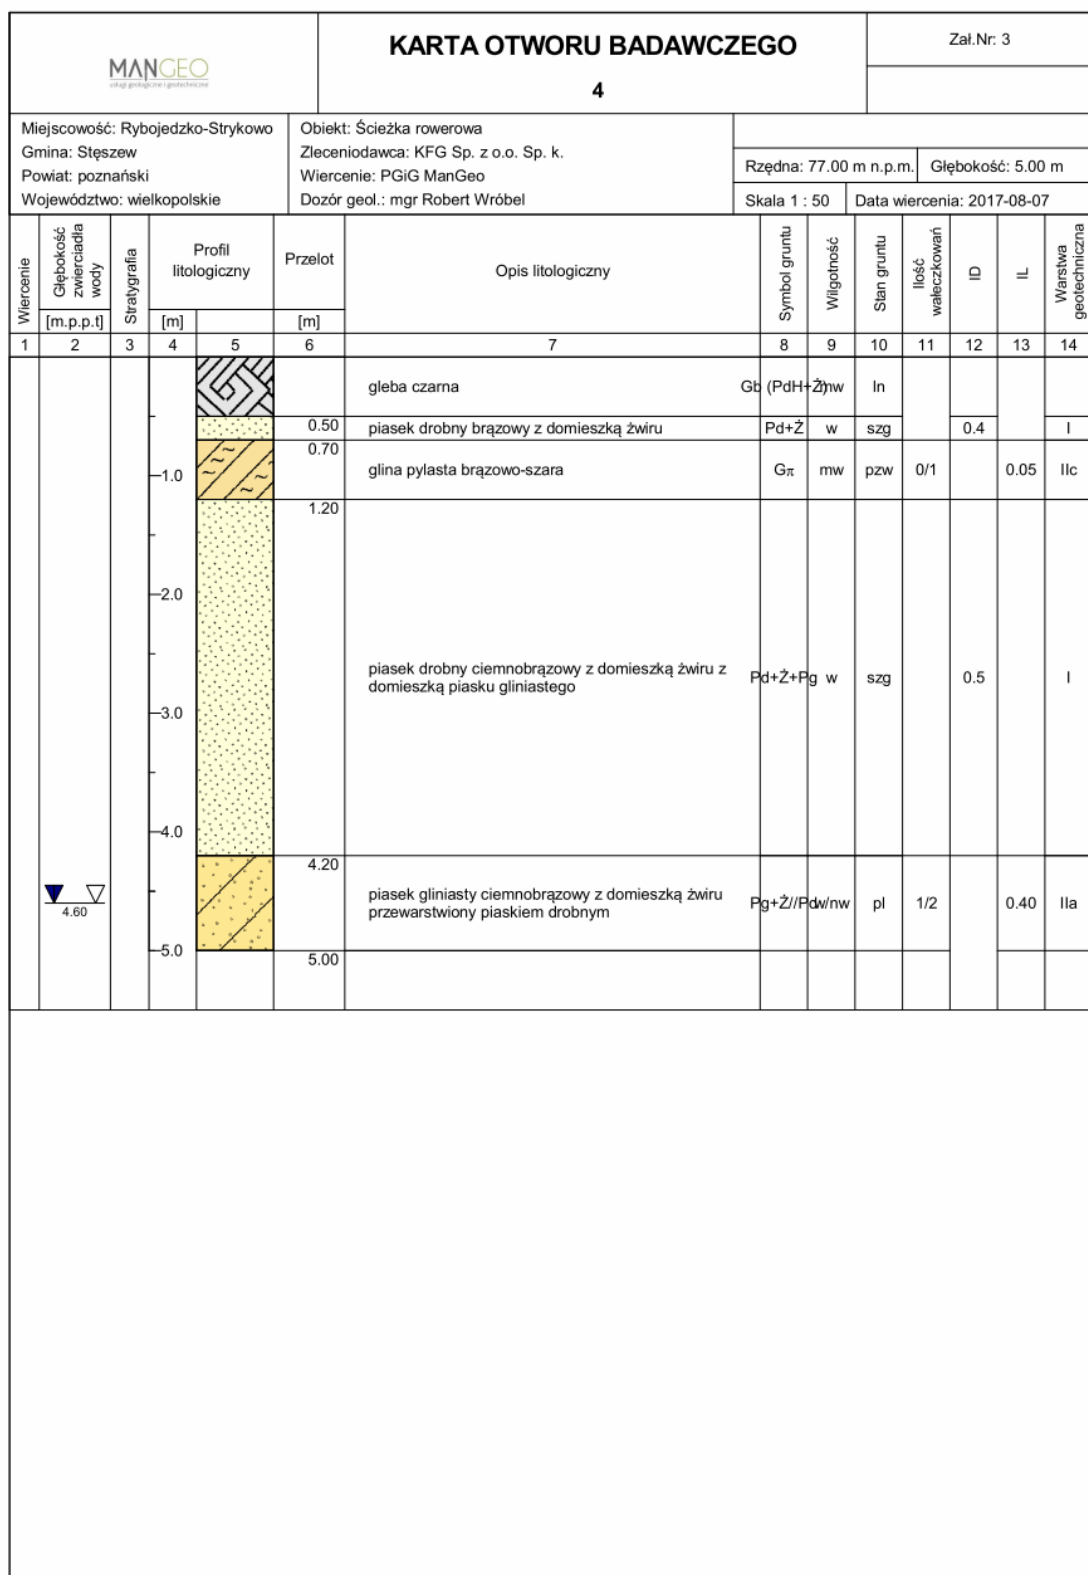 MANGEO
usługi geologiczne i geotechniczne
KARTA OTWORU BADAWCZEGO
4
Zał.Nr: 3
Miejscowość: Rybojedzko-Strykowo
Gmina: Stęszew
Powiat: poznański
Województwo: wielkopolskie
Obiekt: Ścieżka rowerowa
Zleceniodawca: KFG Sp. z o.o. Sp. k.
Wiercenie: PGiG ManGeo
Dozór geol.: mgr Robert Wróbel
Rzędna: 77.00 m n.p.m. Głębokość: 5.00 m
Skala 1 : 50 Data wiercenia: 2017-08-07
Wiercenie
Głębokość
zwierciadła
wody
[m.p.p.t]
Stratygrafia
Profil
litologiczny
[m]
Przelot
[m]
Opis litologiczny
Symbol gruntu
Wilgotność
Stan gruntu
Ilość
wałeczkowań
ID
IL
Warstwa
geotechniczna
1 2 3 4 5 6 7 8 9 10 11 12 13 14
gleba czarna Gb (PdH+Ż) mw ln
0.50 piasek drobny brązowy z domieszką żwiru Pd+Ż w szg 0.4 I
0.70
1.0 glina pylasta brązowo-szara Gπ mw pzw 0/1 0.05 IIc
1.20
2.0
piasek drobny ciemnobrązowy z domieszką żwiru z
domieszką piasku gliniastego Pd+Ż+Pg w szg 0.5 I
3.0
4.0
4.20
piasek gliniasty ciemnobrązowy z domieszką żwiru
przewarstwiony piaskiem drobnym Pg+Ż//Pd w/nw pl 1/2 0.40 IIa
4.60
5.0
5.00